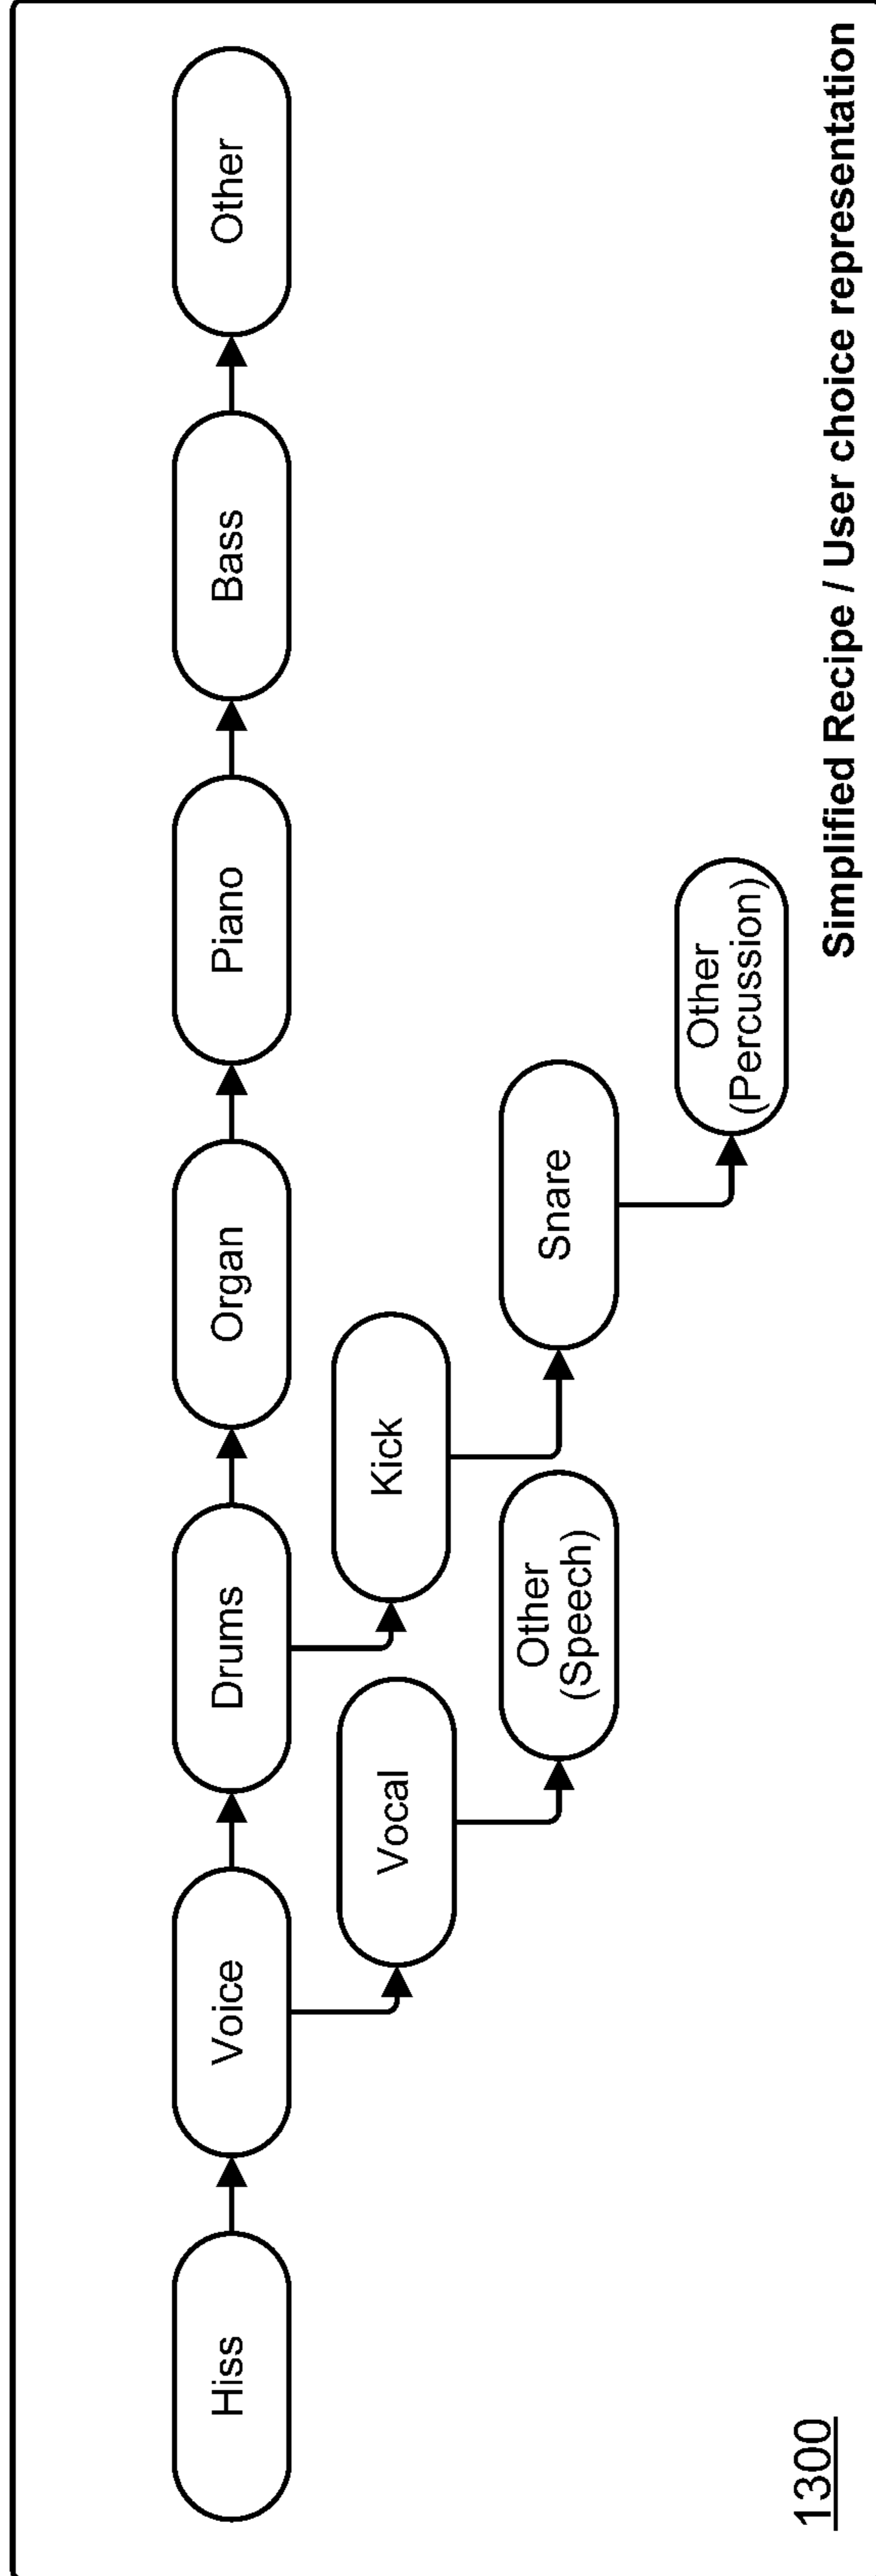 Hiss
Voice
Drums
Organ
Piano
Bass
Other
Vocal
Kick
Other
(Speech)
Snare
Other
(Percussion)
1300
Simplified Recipe / User choice representation